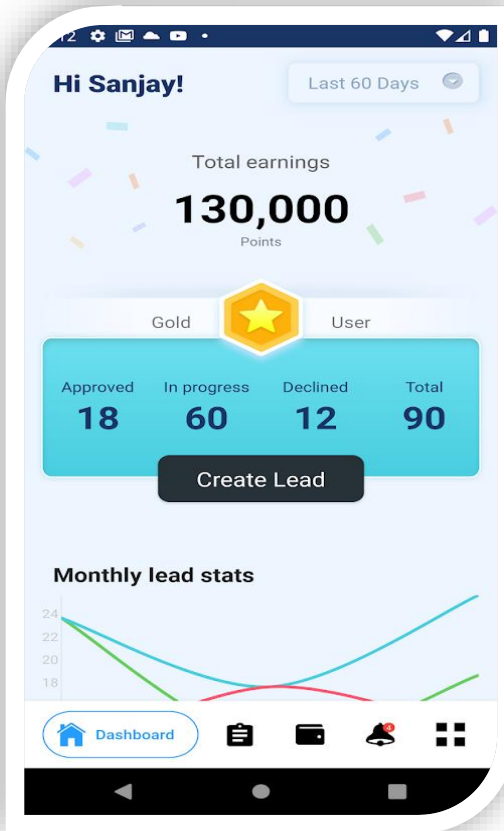 Hi Sanjay!
Last 60 Days
Total earnings
130,000
Points
Gold User
Approved In progress Declined Total
18 60 12 90
Create Lead
Monthly lead stats
24
22
20
18
Dashboard
4